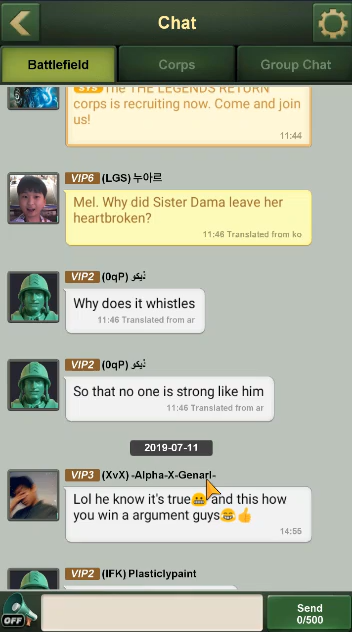 Chat
Battlefield
Corps
Group Chat
SYS The THE LEGENDS RETURN
corps is recruiting now. Come and join
us!
11:44
VIP6 (LGS) 누아르
Mel. Why did Sister Dama leave her
heartbroken?
11:46 Translated from ko
VIP2 (0qP)
Why does it whistles
11:46 Translated from ar
VIP2 (0qP)
So that no one is strong like him
11:46 Translated from ar
2019-07-11
VIP3 (XvX) -Alpha-X-Genarl-
Lol he know it's true😂 and this how
you win a argument guys😂👍
14:55
VIP2 (IFK) Plasticlypaint
OFF
Send
0/500